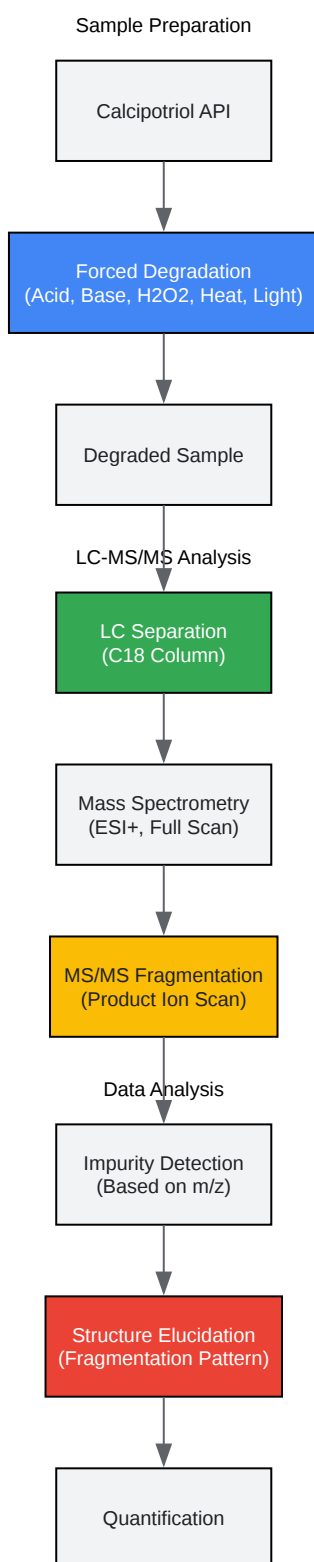 Sample Preparation
Calcipotriol API
Forced Degradation
(Acid, Base, H2O2, Heat, Light)
Degraded Sample
LC-MS/MS Analysis
LC Separation
(C18 Column)
Mass Spectrometry
(ESI+, Full Scan)
MS/MS Fragmentation
(Product Ion Scan)
Data Analysis
Impurity Detection
(Based on m/z)
Structure Elucidation
(Fragmentation Pattern)
Quantification